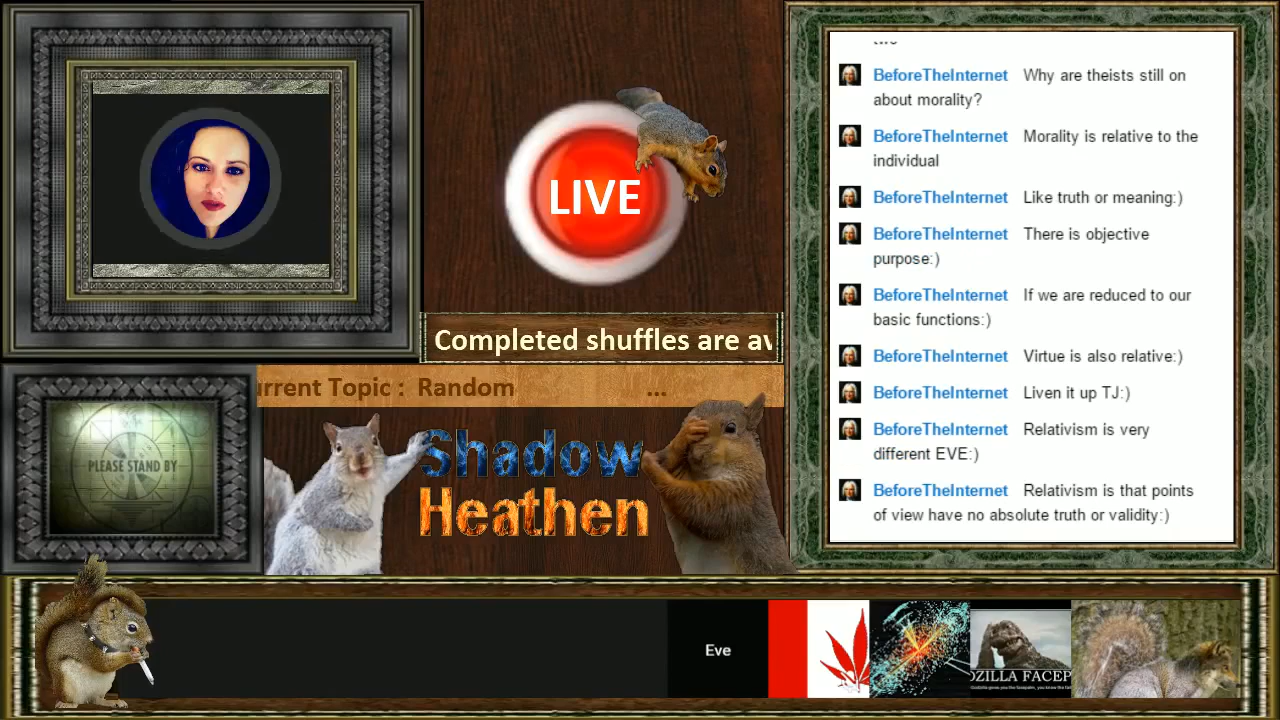 BeforeTheInternet Why are theists still on
about morality?
BeforeTheInternet Morality is relative to the
individual
BeforeTheInternet Like truth or meaning:)
BeforeTheInternet There is objective
purpose:)
BeforeTheInternet If we are reduced to our
basic functions:)
BeforeTheInternet Virtue is also relative:)
BeforeTheInternet Liven it up TJ:)
BeforeTheInternet Relativism is very
different EVE:)
BeforeTheInternet Relativism is that points
of view have no absolute truth or validity:)
LIVE
Completed shuffles are av
urrent Topic : Random ...
PLEASE STAND BY
Shadow
Heathen
Eve
DZILLA FACEP